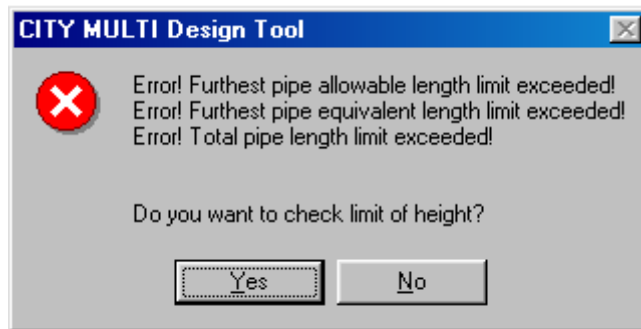 CITY MULTI Design Tool
Error! Furthest pipe allowable length limit exceeded!
Error! Furthest pipe equivalent length limit exceeded!
Error! Total pipe length limit exceeded!
Do you want to check limit of height?
Yes
No